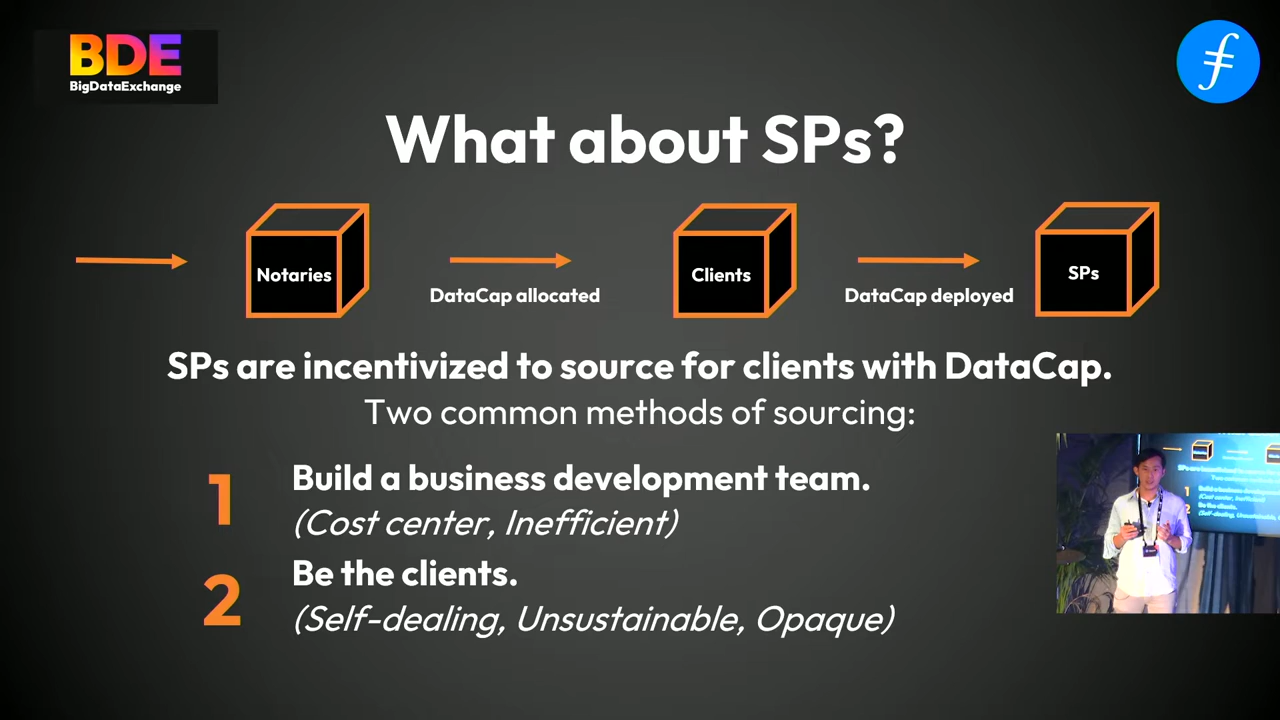 BDE
BigDataExchange
What about SPs?
Notaries
DataCap allocated
Clients
DataCap deployed
SPs
SPs are incentivized to source for clients with DataCap.
Two common methods of sourcing:
1
Build a business development team.
(Cost center, Inefficient)
2
Be the clients.
(Self-dealing, Unsustainable, Opaque)